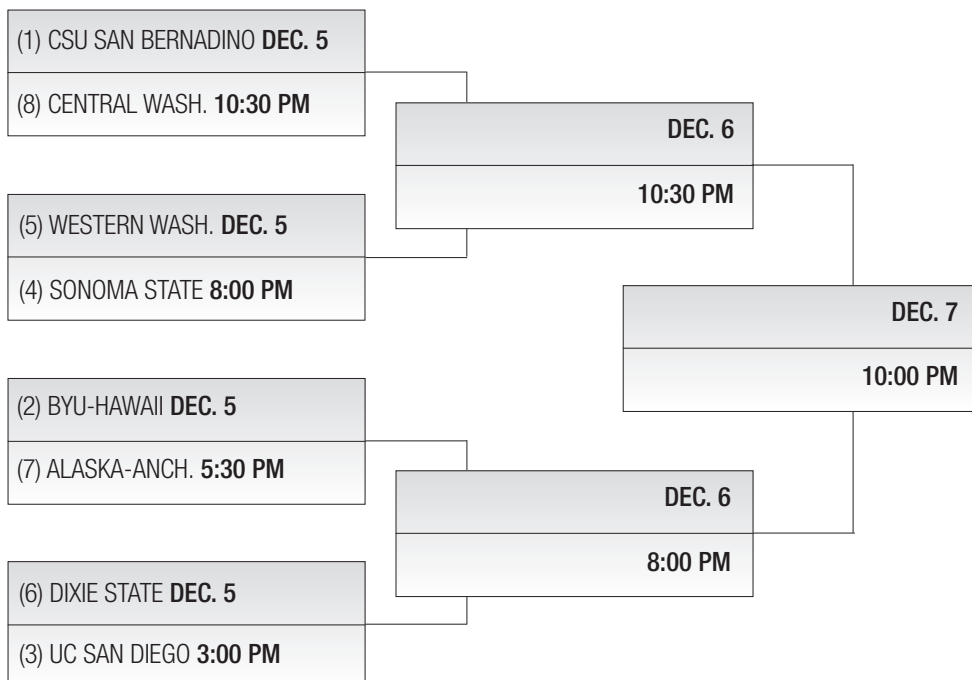 (1) CSU SAN BERNADINO DEC. 5
(8) CENTRAL WASH. 10:30 PM
(5) WESTERN WASH. DEC. 5
(4) SONOMA STATE 8:00 PM
(2) BYU-HAWAII DEC. 5
(7) ALASKA-ANCH. 5:30 PM
(6) DIXIE STATE DEC. 5
(3) UC SAN DIEGO 3:00 PM
DEC. 6
10:30 PM
DEC. 6
8:00 PM
DEC. 7
10:00 PM